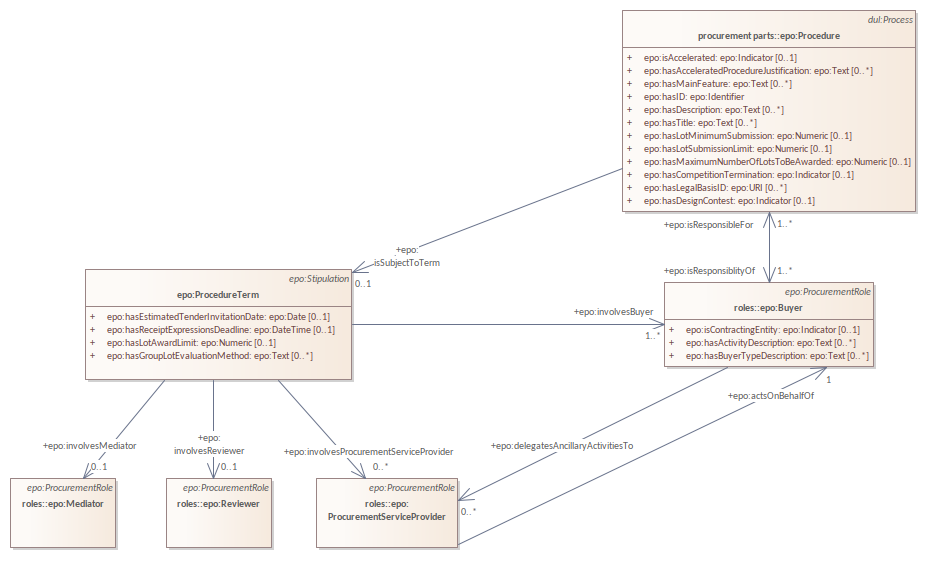 dul:Process
procurement parts::epo:Procedure
+ epo:isAccelerated: epo:Indicator [0..1]
+ epo:hasAcceleratedProcedureJustification: epo:Text [0..*]
+ epo:hasMainFeature: epo:Text [0..*]
+ epo:hasID: epo:Identifier
+ epo:hasDescription: epo:Text [0..*]
+ epo:hasTitle: epo:Text [0..*]
+ epo:hasLotMinimumSubmission: epo:Numeric [0..1]
+ epo:hasLotSubmissionLimit: epo:Numeric [0..1]
+ epo:hasMaximumNumberOfLotsToBeAwarded: epo:Numeric [0..1]
+ epo:hasCompetitionTermination: epo:Indicator [0..1]
+ epo:hasLegalBasisID: epo:URI [0..*]
+ epo:hasDesignContest: epo:Indicator [0..1]
+epo:isResponsibleFor 1..*
+epo:
isSubjectToTerm
0..1
+epo:isResponsiblityOf 1..*
epo:Stipulation
epo:ProcedureTerm
+ epo:hasEstimatedTenderInvitationDate: epo:Date [0..1]
+ epo:hasReceiptExpressionsDeadline: epo:DateTime [0..1]
+ epo:hasLotAwardLimit: epo:Numeric [0..1]
+ epo:hasGroupLotEvaluationMethod: epo:Text [0..*]
+epo:involvesBuyer
1..*
epo:ProcurementRole
roles::epo:Buyer
+ epo:isContractingEntity: epo:Indicator [0..1]
+ epo:hasActivityDescription: epo:Text [0..*]
+ epo:hasBuyerTypeDescription: epo:Text [0..*]
1
+epo:actsOnBehalfOf
+epo:involvesMediator
0..1
+epo:
involvesReviewer
0..1
+epo:involvesProcurementServiceProvider
0..*
+epo:delegatesAncillaryActivitiesTo
0..*
epo:ProcurementRole
roles::epo:Mediator
epo:ProcurementRole
roles::epo:Reviewer
epo:ProcurementRole
roles::epo:
ProcurementServiceProvider